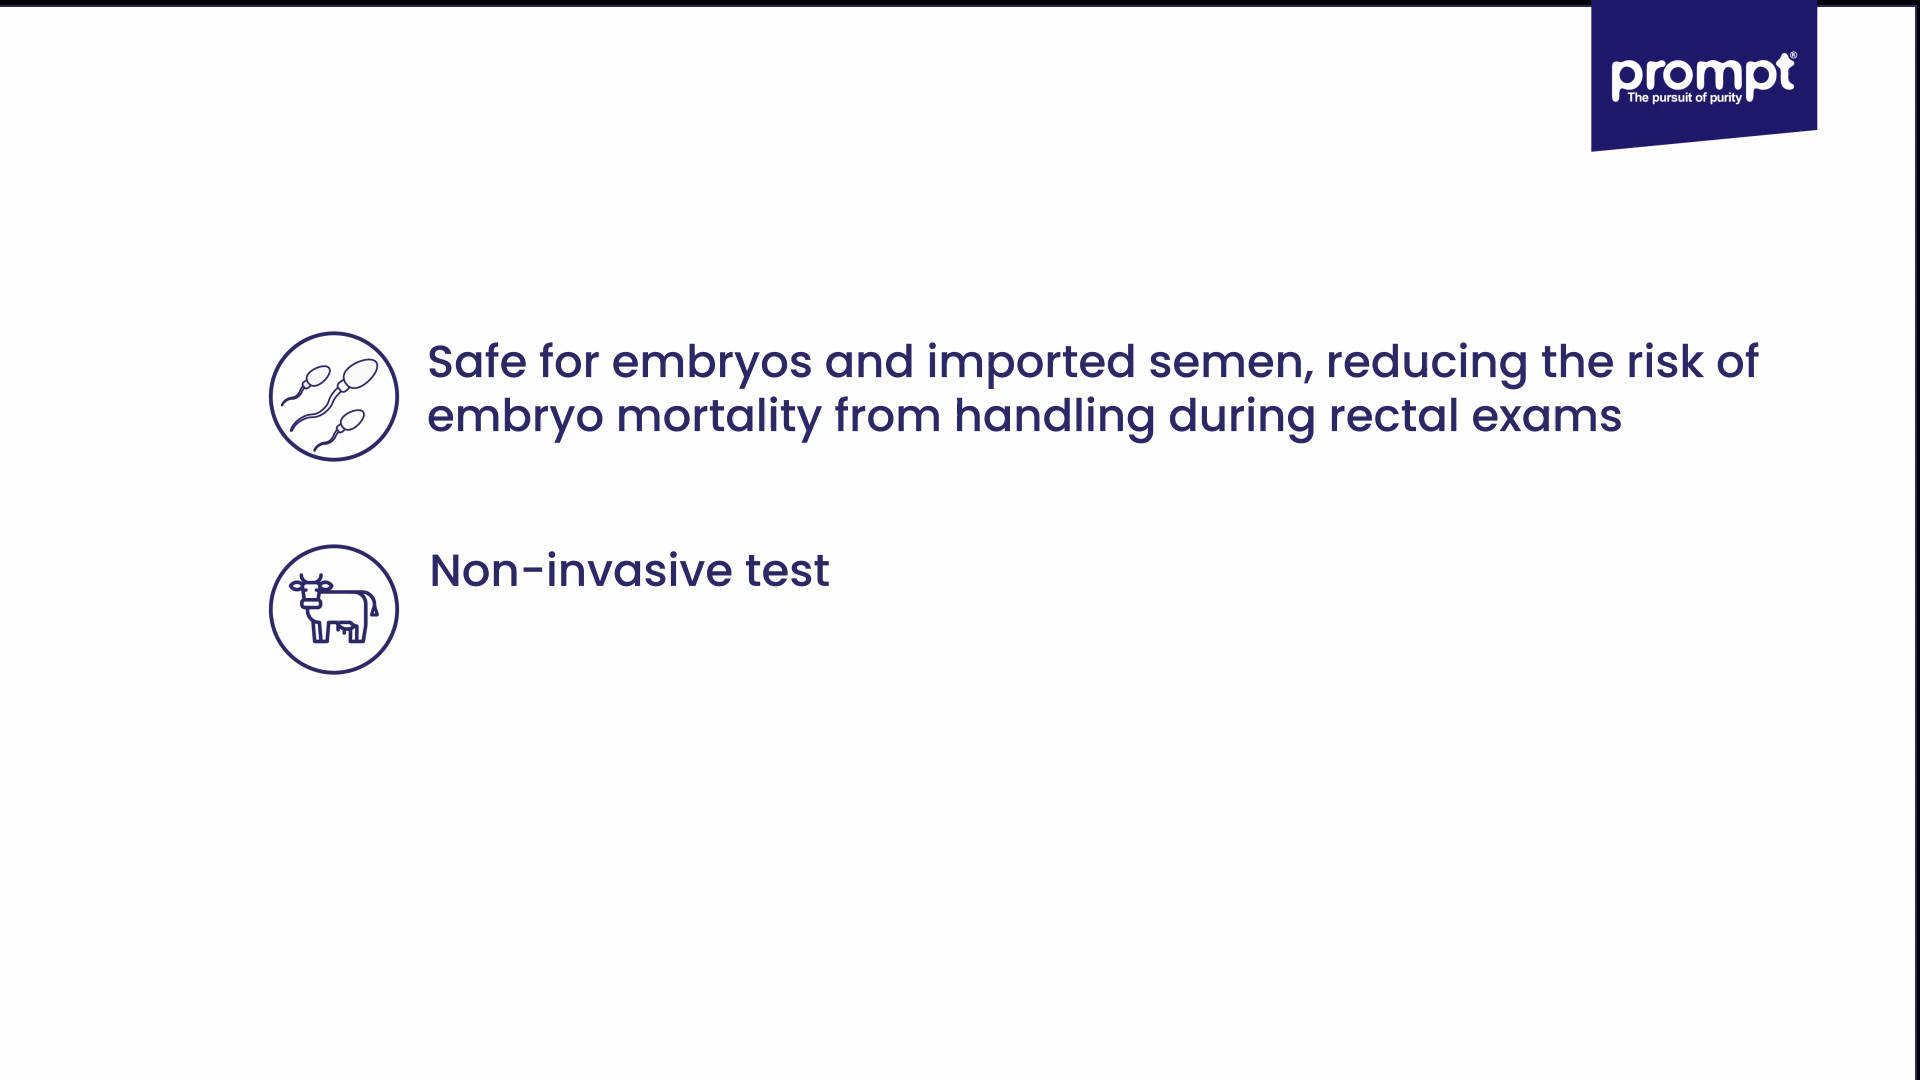 prompt®
The pursuit of purity
Safe for embryos and imported semen, reducing the risk of
embryo mortality from handling during rectal exams
Non-invasive test